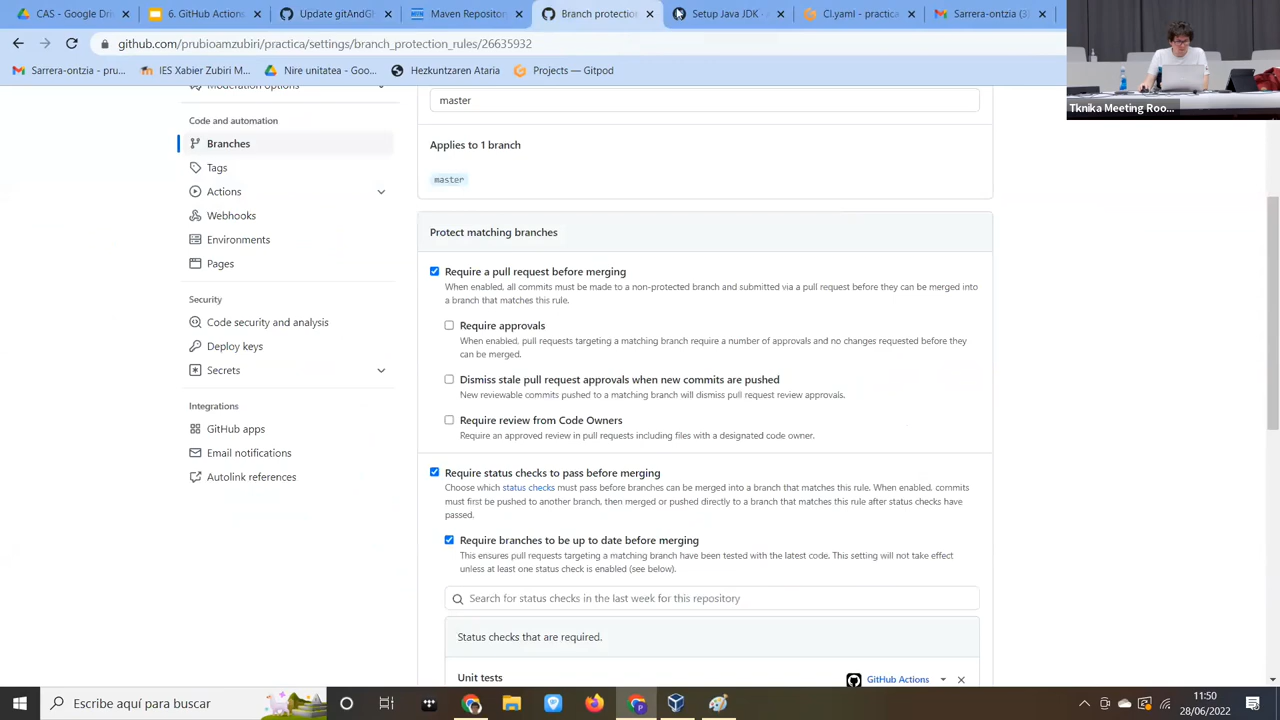 CAS - Google Drive
Desarrollo gitAndGi
Branch protection
Setup Java JDK
CI.yaml - practica
Sarrera-ontzia (3)
github.com/prubioamzubiri/practica/settings/branch_protection_rules/26635932
Sarrera-ontzia - pru...
IES Xabier Zubiri M...
Nire unitatea - Goo...
Hezkuntzaren Ataria
Projects — Gitpod
Tknika Meeting Roo...
Moderation options
Code and automation
Branches
Tags
Actions
Webhooks
Environments
Pages
Security
Code security and analysis
Deploy keys
Secrets
Integrations
GitHub apps
Email notifications
Autolink references
master
Applies to 1 branch
master
Protect matching branches
Require a pull request before merging
When enabled, all commits must be made to a non-protected branch and submitted via a pull request before they can be merged into
a branch that matches this rule.
Require approvals
When enabled, pull requests targeting a matching branch require a number of approvals and no changes requested before they
can be merged.
Dismiss stale pull request approvals when new commits are pushed
New reviewable commits pushed to a matching branch will dismiss pull request review approvals.
Require review from Code Owners
Require an approved review in pull requests including files with a designated code owner.
Require status checks to pass before merging
Choose which status checks must pass before branches can be merged into a branch that matches this rule. When enabled, commits
must first be pushed to another branch, then merged or pushed directly to a branch that matches this rule after status checks have
passed.
Require branches to be up to date before merging
This ensures pull requests targeting a matching branch have been tested with the latest code. This setting will not take effect
unless at least one status check is enabled (see below).
Search for status checks in the last week for this repository
Status checks that are required.
Unit tests
GitHub Actions
Escribe aquí para buscar
11:50
28/06/2022